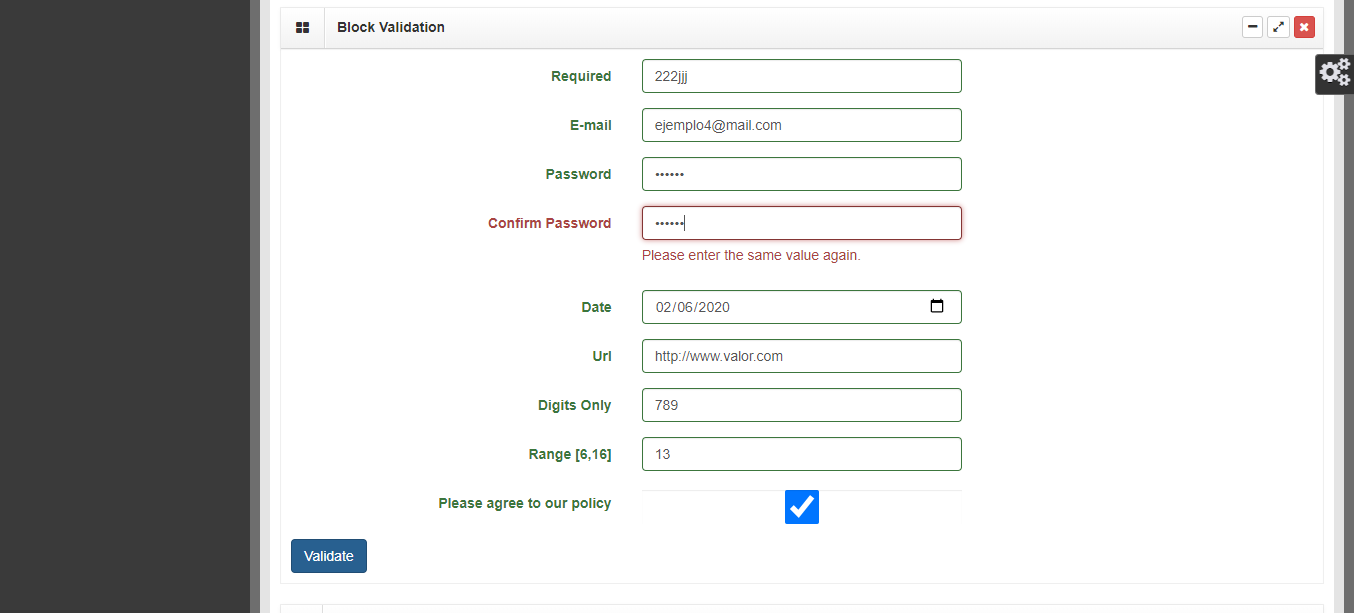 Block Validation
Required 222jjj
E-mail ejemplo4@mail.com
Password ••••••
Confirm Password ••••••
Please enter the same value again.
Date 02/06/2020
Url http://www.valor.com
Digits Only 789
Range [6,16] 13
Please agree to our policy
Validate